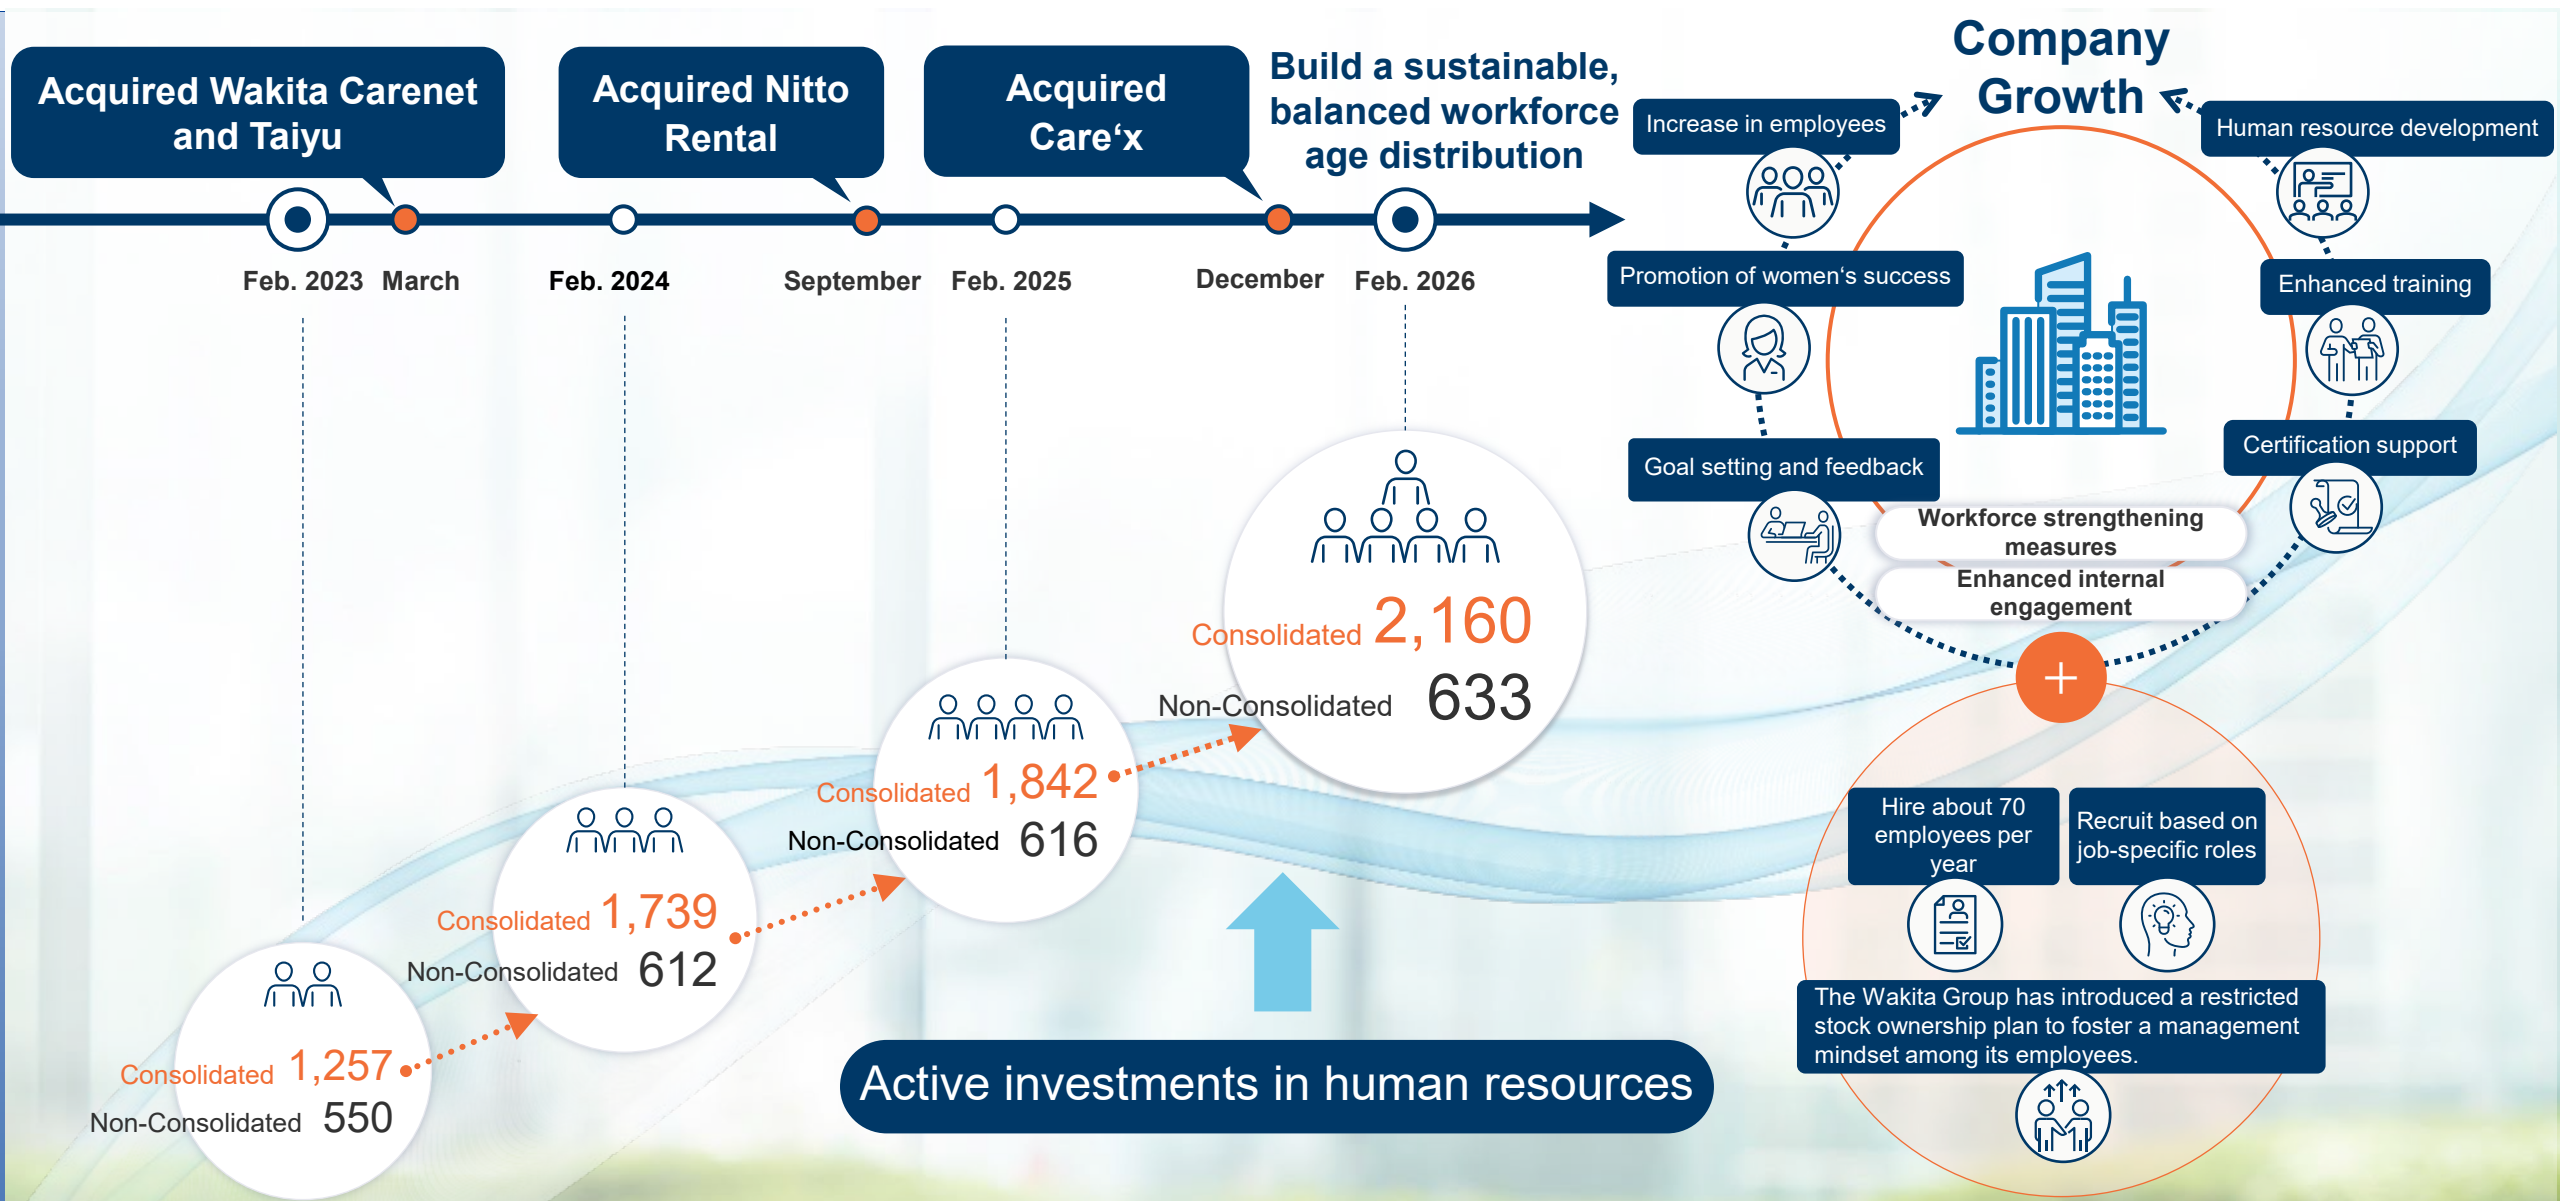 Acquired Wakita Carenet
and Taiyu
Acquired Nitto
Rental
Acquired
Care‘x
Build a sustainable,
balanced workforce
age distribution
Feb. 2023
March
Feb. 2024
September
Feb. 2025
December
Feb. 2026
Consolidated 1,257
Non-Consolidated 550
Consolidated 1,739
Non-Consolidated 612
Consolidated 1,842
Non-Consolidated 616
Consolidated 2,160
Non-Consolidated 633
Active investments in human resources
Company
Growth
Increase in employees
Promotion of women‘s success
Goal setting and feedback
Human resource development
Enhanced training
Certification support
Workforce strengthening
measures
Enhanced internal
engagement
+
Hire about 70
employees per
year
Recruit based on
job-specific roles
The Wakita Group has introduced a restricted
stock ownership plan to foster a management
mindset among its employees.